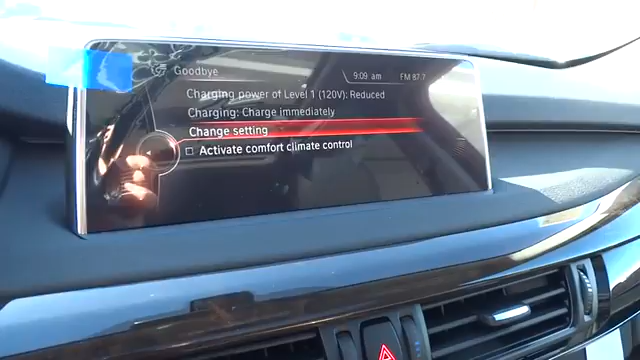 Goodbye
9:09 am FM 87.7
Charging power of Level 1 (120V): Reduced
Charging: Charge immediately
Change setting
Activate comfort climate control